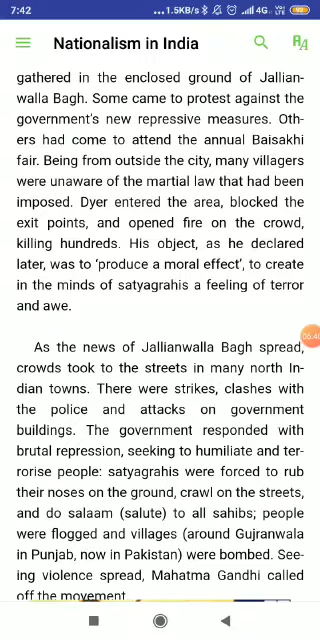 7:42
...1.5KB/s 4G VoLTE 92
Nationalism in India
AA
gathered in the enclosed ground of Jallian-
walla Bagh. Some came to protest against the
government's new repressive measures. Oth-
ers had come to attend the annual Baisakhi
fair. Being from outside the city, many villagers
were unaware of the martial law that had been
imposed. Dyer entered the area, blocked the
exit points, and opened fire on the crowd,
killing hundreds. His object, as he declared
later, was to ‘produce a moral effect’, to create
in the minds of satyagrahis a feeling of terror
and awe.
06:40
As the news of Jallianwalla Bagh spread,
crowds took to the streets in many north In-
dian towns. There were strikes, clashes with
the police and attacks on government
buildings. The government responded with
brutal repression, seeking to humiliate and ter-
rorise people: satyagrahis were forced to rub
their noses on the ground, crawl on the streets,
and do salaam (salute) to all sahibs; people
were flogged and villages (around Gujranwala
in Punjab, now in Pakistan) were bombed. See-
ing violence spread, Mahatma Gandhi called
off the movement